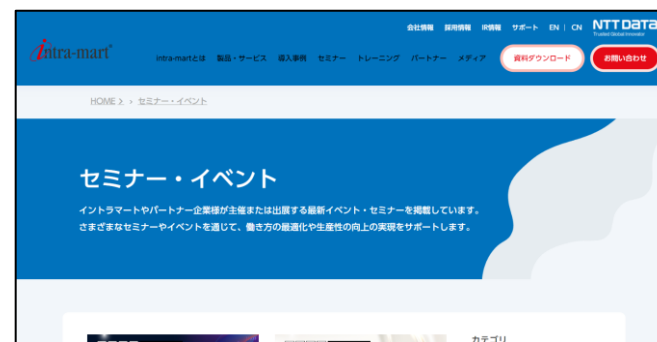 会社情報 採用情報 IR情報 サポート EN | CN NTT DATA
Trusted Global Innovator
intra-mart
intra-martとは 製品・サービス 導入事例 セミナー トレーニング パートナー メディア 資料ダウンロード お問い合わせ
HOME > > セミナー・イベント
セミナー・イベント
イントラマートやパートナー企業様が主催または出展する最新イベント・セミナーを掲載しています。
さまざまなセミナーやイベントを通じて、働き方の最適化や生産性の向上の実現をサポートします。
カテゴリ